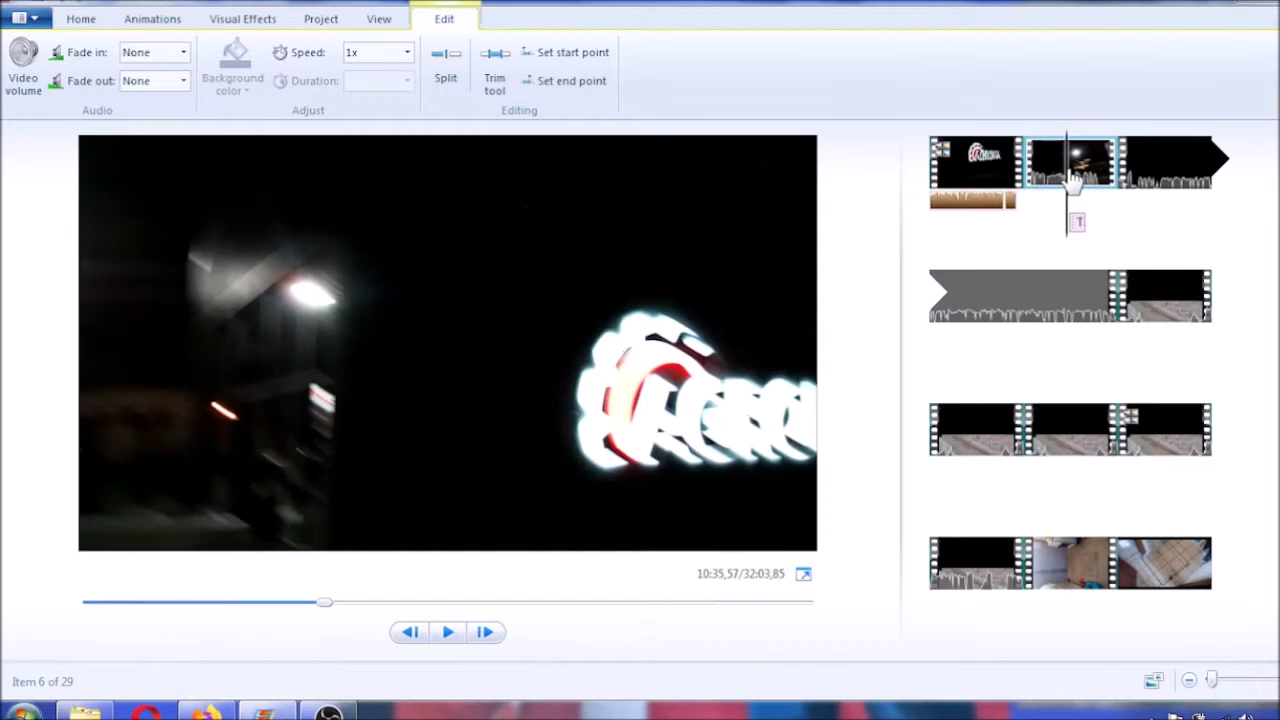 Home Animations Visual Effects Project View Edit
Fade in: None Speed: 1x Set start point
Video volume Fade out: None Background color Duration: Split Trim tool Set end point
Audio Adjust Editing
T
10:35,57/32:03,85
Item 6 of 29